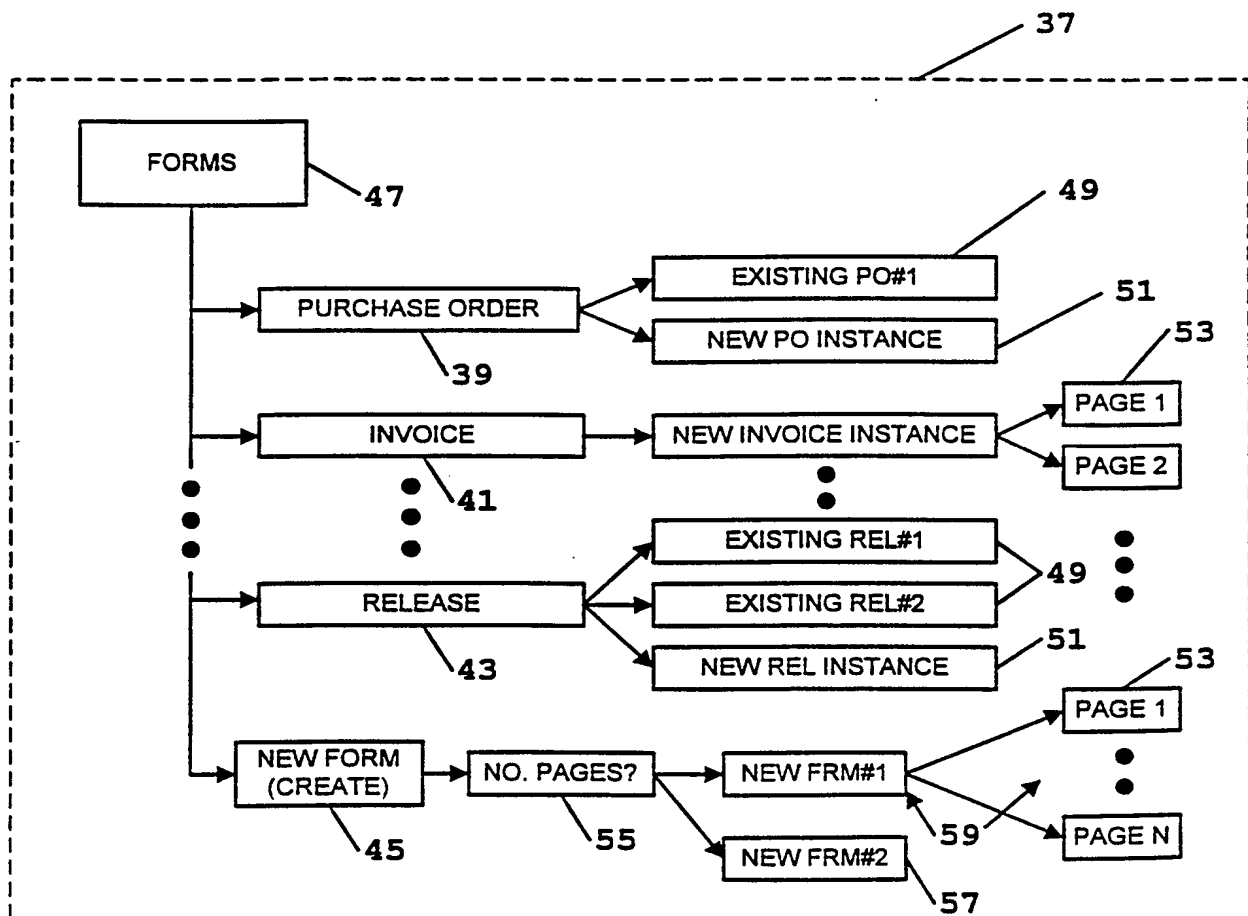 37
FORMS
47
49
EXISTING PO#1
PURCHASE ORDER
51
NEW PO INSTANCE
39
53
PAGE 1
INVOICE
NEW INVOICE INSTANCE
PAGE 2
41
EXISTING REL#1
49
RELEASE
EXISTING REL#2
43
51
NEW REL INSTANCE
53
PAGE 1
NEW FORM
(CREATE)
NO. PAGES?
NEW FRM#1
59
PAGE N
45
55
NEW FRM#2
57